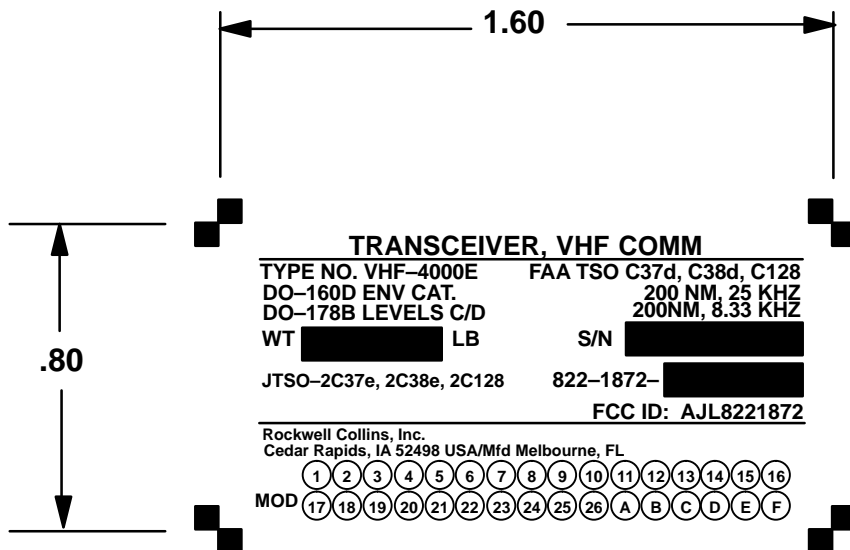 1.60
.80
TRANSCEIVER, VHF COMM
TYPE NO. VHF–4000E FAA TSO C37d, C38d, C128
DO–160D ENV CAT. 200 NM, 25 KHZ
DO–178B LEVELS C/D 200NM, 8.33 KHZ
WT LB S/N
JTSO–2C37e, 2C38e, 2C128 822–1872–
FCC ID: AJL8221872
Rockwell Collins, Inc.
Cedar Rapids, IA 52498 USA/Mfd Melbourne, FL
1 2 3 4 5 6 7 8 9 10 11 12 13 14 15 16
MOD 17 18 19 20 21 22 23 24 25 26 A B C D E F